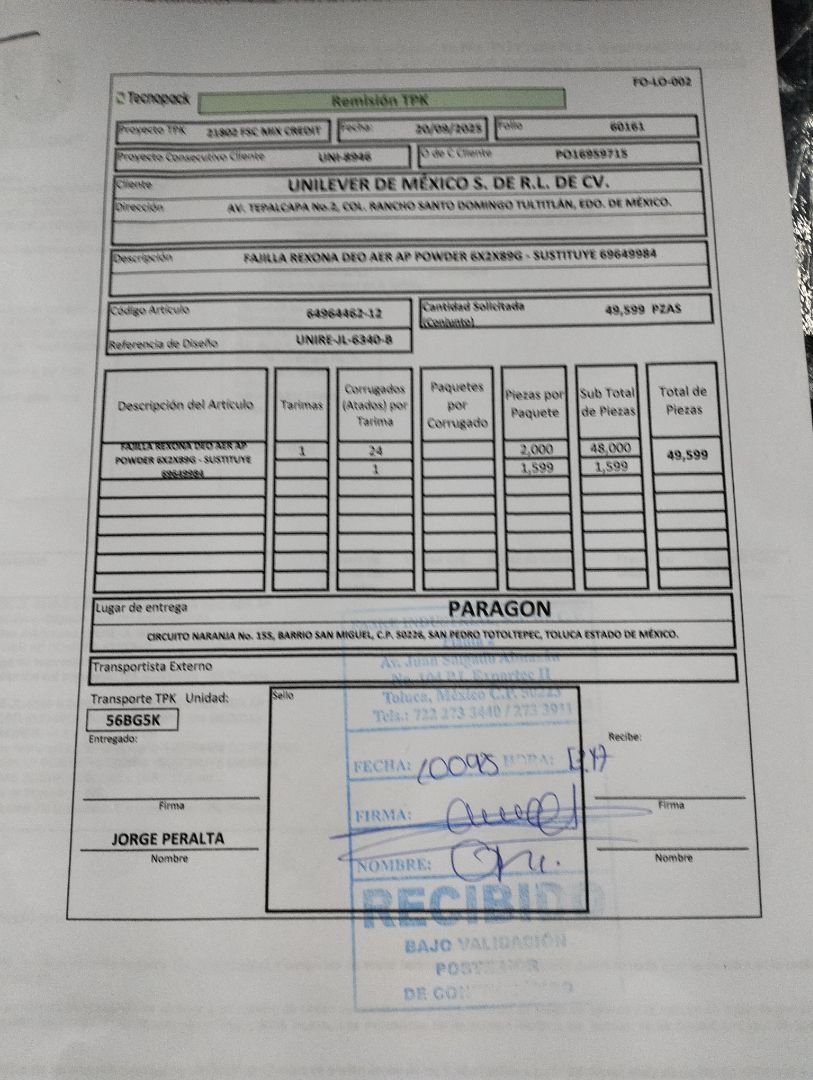 FO-LO-002
Tecnopack
Remisión TPK
Proyecto TPK 21802 FSC MIX CREDIT Fecha: 20/09/2025 Folio 60161
Proyecto Consecutivo Cliente UNI-8946 O de C Cliente PO16959715
Cliente UNILEVER DE MÉXICO S. DE R.L. DE CV.
Dirección AV. TEPALCAPA No.2, COL. RANCHO SANTO DOMINGO TULTITLÁN, EDO. DE MÉXICO.
Descripción FAJILLA REXONA DEO AER AP POWDER 6X2X89G - SUSTITUYE 69649984
Código Artículo 64964462-12 Cantidad Solicitada (Conjunto) 49,599 PZAS
Referencia de Diseño UNIRE-JL-6340-B
Descripción del Artículo Tarimas Corrugados (Atados) por Tarima Paquetes por Corrugado Piezas por Paquete Sub Total de Piezas Total de Piezas
FAJILLA REXONA DEO AER AP
POWDER 6X2X89G - SUSTITUYE
69649984
1 24 2,000 48,000 49,599
1 1,599 1,599
Lugar de entrega PARAGON
CIRCUITO NARANJA No. 155, BARRIO SAN MIGUEL, C.P. 50226, SAN PEDRO TOTOLTEPEC, TOLUCA ESTADO DE MÉXICO.
Transportista Externo
Transporte TPK Unidad:
56BG5K
Entregado:
Firma
JORGE PERALTA
Nombre
Sello
INDUSTRIAL
Planta 2
Av. Juan Salgado Almazán
No. 104 P.I. Exportec II
Toluca, México C.P. 50223
Tels.: 722 273 3440 / 273 3911
FECHA: HORA:
FIRMA:
NOMBRE:
RECIBIDO
BAJO VALIDACIÓN
POSTERIOR
DE
Recibe:
Firma
Nombre